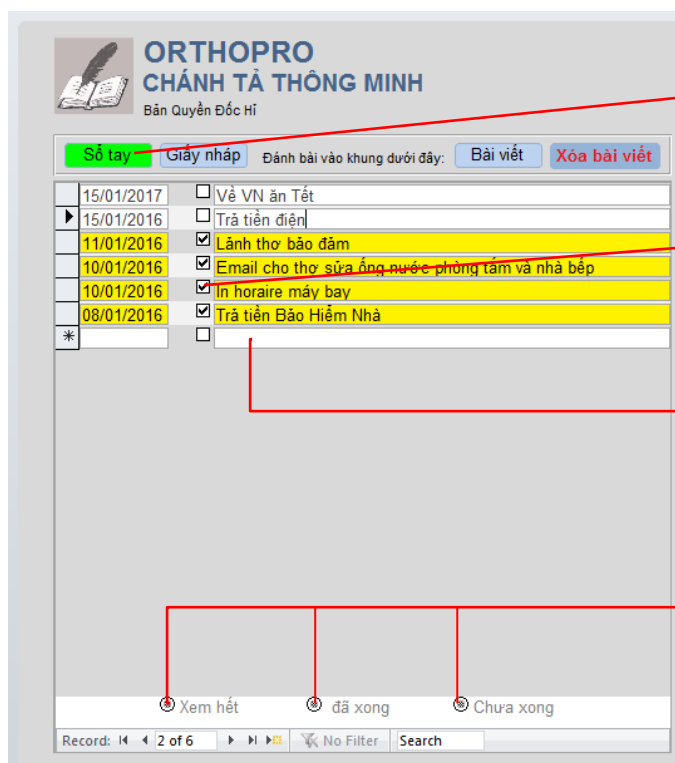 ORTHOPRO
CHÁNH TẢ THÔNG MINH
Bản Quyền Đốc Hí
Sổ tay Giấy nháp Đánh bài vào khung dưới đây: Bài viết Xóa bài viết
15/01/2017 Về VN ăn Tết
15/01/2016 Trả tiền điện
11/01/2016 Lảnh thơ bảo đảm
10/01/2016 Email cho thợ sửa ống nước phòng tắm và nhà bếp
10/01/2016 In horaire máy bay
08/01/2016 Trả tiền Bảo Hiễm Nhà
Xem hết đã xong Chưa xong
Record: 2 of 6 No Filter Search